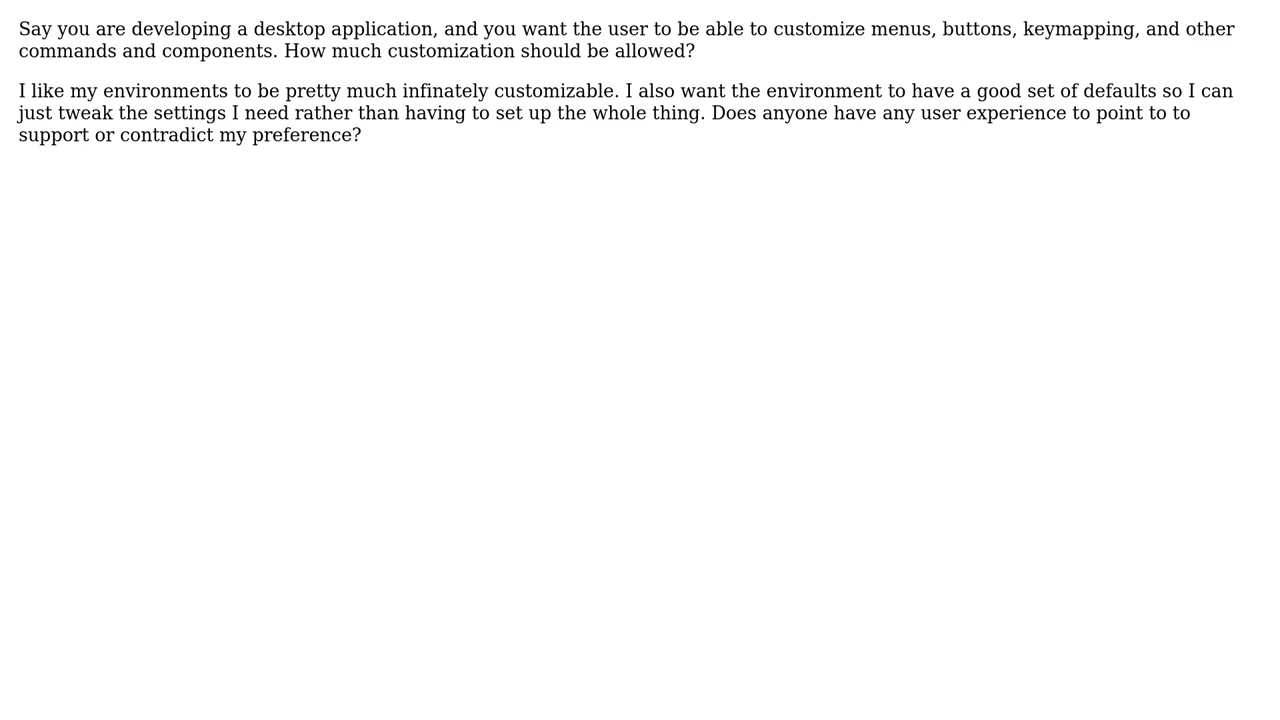 Say you are developing a desktop application, and you want the user to be able to customize menus, buttons, keymapping, and other
commands and components. How much customization should be allowed?
I like my environments to be pretty much infinately customizable. I also want the environment to have a good set of defaults so I can
just tweak the settings I need rather than having to set up the whole thing. Does anyone have any user experience to point to to
support or contradict my preference?